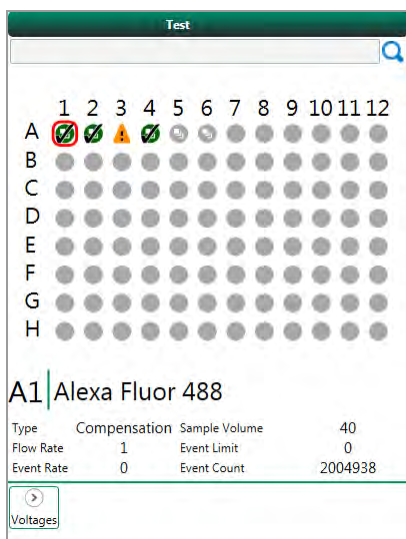 Test
1 2 3 4 5 6 7 8 9 10 11 12
A
B
C
D
E
F
G
H
A1 Alexa Fluor 488
Type Compensation Sample Volume 40
Flow Rate 1 Event Limit 0
Event Rate 0 Event Count 2004938
Voltages